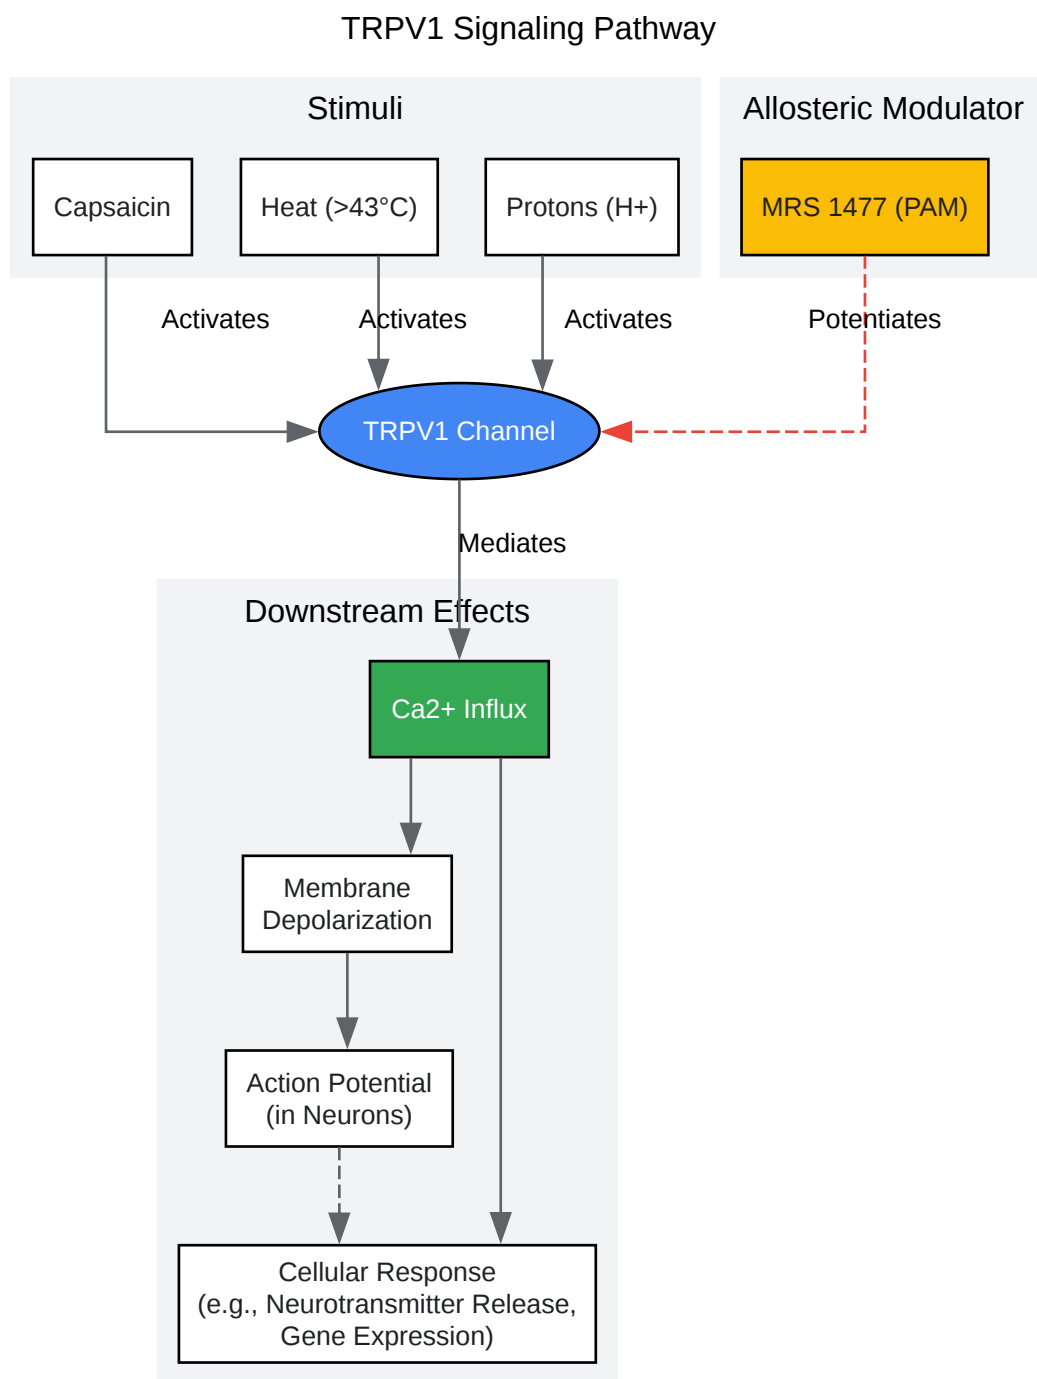 TRPV1 Signaling Pathway
Stimuli
Allosteric Modulator
Capsaicin
Heat (>43°C)
Protons (H+)
MRS 1477 (PAM)
Activates
Activates
Activates
Potentiates
TRPV1 Channel
Mediates
Downstream Effects
Ca2+ Influx
Membrane
Depolarization
Action Potential
(in Neurons)
Cellular Response
(e.g., Neurotransmitter Release,
Gene Expression)